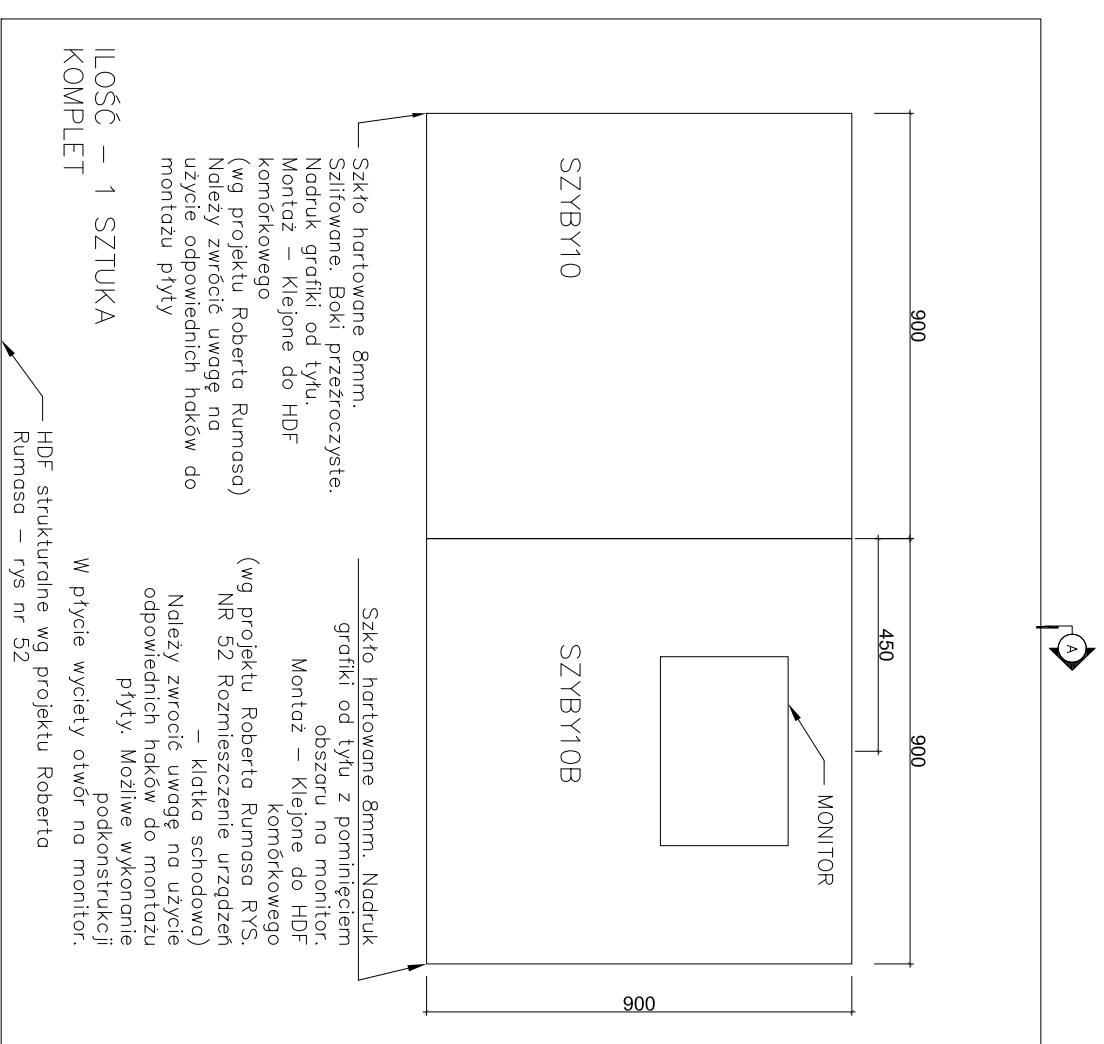 A
900
900
450
900
MONITOR
SZYBY10
SZYBY10B
Szkło hartowane 8mm.
Szlifowane. Boki przeźroczyste.
Nadruk grafiki od tyłu.
Montaż – Klejone do HDF
komórkowego
(wg projektu Roberta Rumasa)
Należy zwrócić uwagę na
użycie odpowiednich haków do
montażu płyty
Szkło hartowane 8mm. Nadruk
grafiki od tyłu z pominięciem
obszaru na monitor.
Montaż – Klejone do HDF
komórkowego
(wg projektu Roberta Rumasa RYS.
NR 52 Rozmieszczenie urządzeń
– klatka schodowa)
Należy zwrocić uwagę na użycie
odpowiednich haków do montażu
płyty. Możliwe wykonanie
podkonstrukcji
W płycie wyciety otwór na monitor.
ILOŚĆ – 1 SZTUKA
KOMPLET
HDF strukturalne wg projektu Roberta
Rumasa – rys nr 52